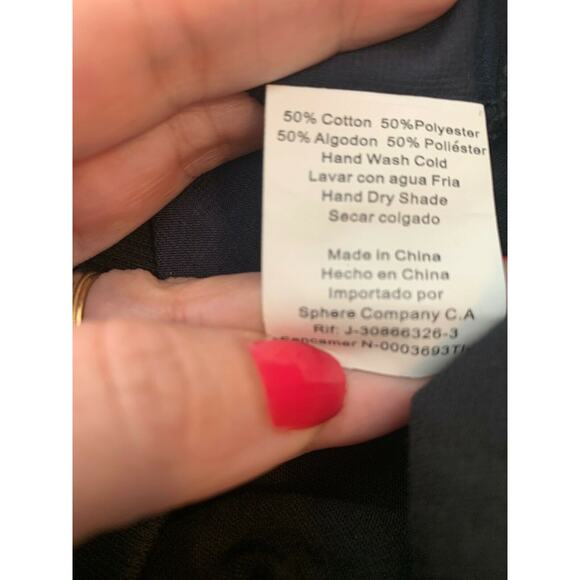 50% Cotton 50%Polyester
50% Algodon 50% Poliéster
Hand Wash Cold
Lavar con agua Fria
Hand Dry Shade
Secar colgado
Made in China
Hecho en China
Importado por
Sphere Company C.A
Rif: J-30866326-3
N-0003693